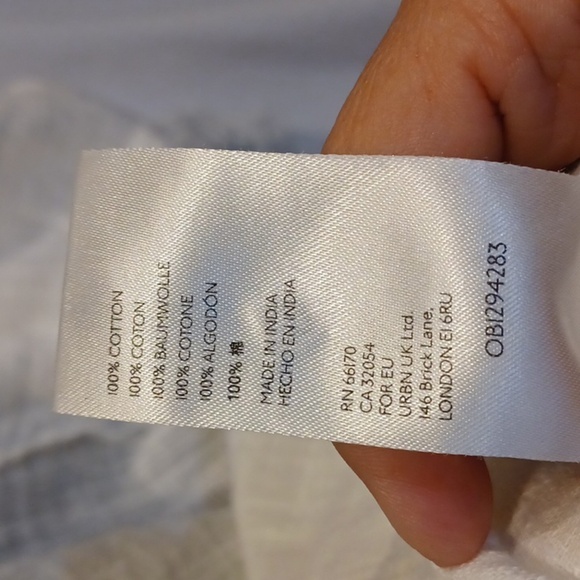 100% COTTON
100% COTON
100% BAUMWOLLE
100% COTONE
100% ALGODÓN
100% 棉
MADE IN INDIA
HECHO EN INDIA
RN 66170
CA 32054
FOR EU
URBN UK Ltd.
146 Brick Lane,
LONDON E1 6RU
OB1294283